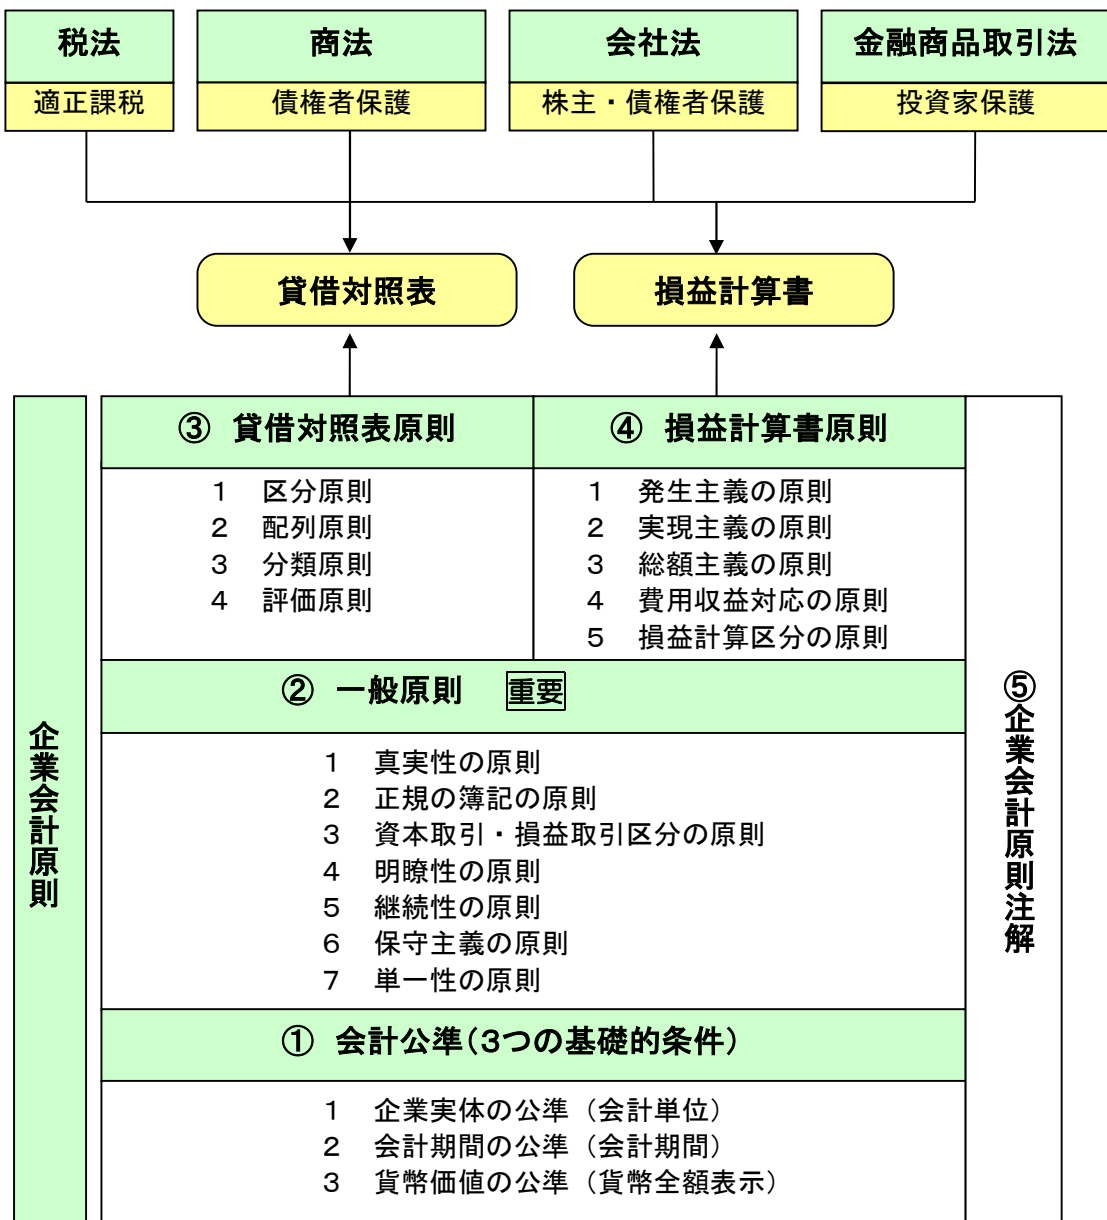 税法
適正課税
商法
債権者保護
会社法
株主・債権者保護
金融商品取引法
投資家保護
貸借対照表
損益計算書
企業会計原則
③ 貸借対照表原則
1 区分原則
2 配列原則
3 分類原則
4 評価原則
④ 損益計算書原則
1 発生主義の原則
2 実現主義の原則
3 総額主義の原則
4 費用収益対応の原則
5 損益計算区分の原則
② 一般原則 重要
1 真実性の原則
2 正規の簿記の原則
3 資本取引・損益取引区分の原則
4 明瞭性の原則
5 継続性の原則
6 保守主義の原則
7 単一性の原則
① 会計公準(3つの基礎的条件)
1 企業実体の公準（会計単位）
2 会計期間の公準（会計期間）
3 貨幣価値の公準（貨幣全額表示）
⑤企業会計原則注解